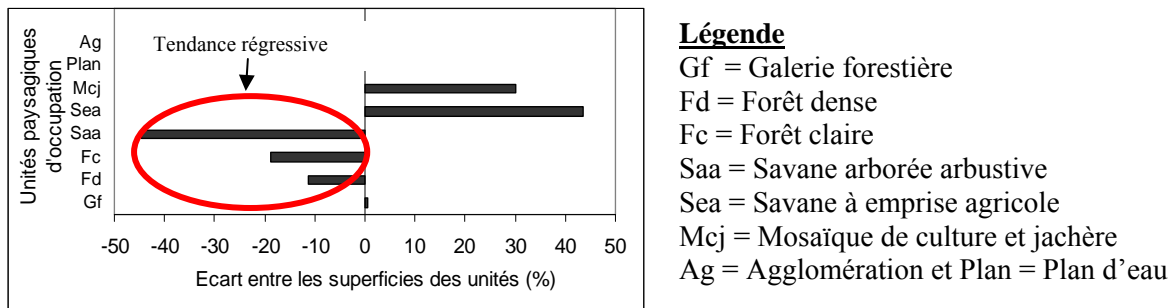 Unités paysagiques
d'occupation
Ag
Plan
Mcj
Sea
Saa
Fc
Fd
Gf
Tendance régressive
-50 -40 -30 -20 -10 0 10 20 30 40 50
Ecart entre les superficies des unités (%)
Légende
Gf = Galerie forestière
Fd = Forêt dense
Fc = Forêt claire
Saa = Savane arborée arbustive
Sea = Savane à emprise agricole
Mcj = Mosaïque de culture et jachère
Ag = Agglomération et Plan = Plan d'eau